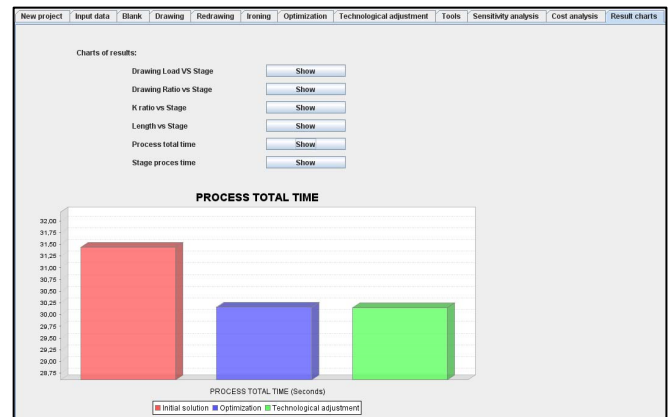 New project Input data Blank Drawing Redrawing Ironing Optimization Technological adjustment Tools Sensitivity analysis Cost analysis Result charts
Charts of results:
Drawing Load VS Stage Show
Drawing Ratio vs Stage Show
K ratio vs Stage Show
Length vs Stage Show
Process total time Show
Stage proces time Show
PROCESS TOTAL TIME
32,00
31,75
31,50
31,25
31,00
30,75
30,50
30,25
30,00
29,75
29,50
29,25
29,00
28,75
PROCESS TOTAL TIME (Seconds)
Initial solution Optimization Technological adjustment